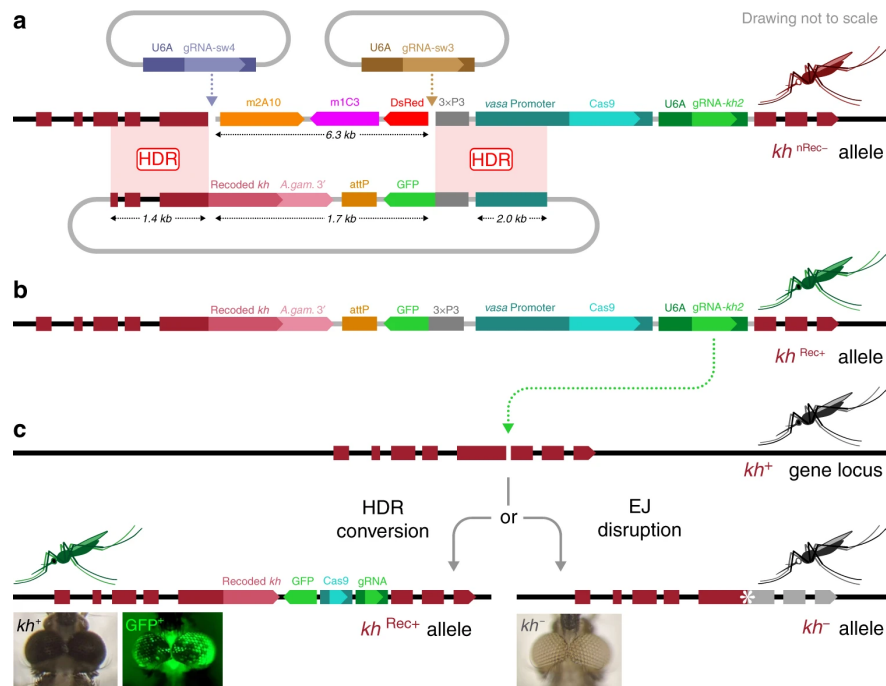 a
Drawing not to scale
U6A gRNA-sw4
U6A gRNA-sw3
m2A10 m1C3 DsRed 3×P3 vasa Promoter Cas9 U6A gRNA-kh2
6.3 kb
HDR HDR
kh nRec− allele
Recoded kh A.gam. 3′ attP GFP
1.4 kb 1.7 kb 2.0 kb
b
Recoded kh A.gam. 3′ attP GFP 3×P3 vasa Promoter Cas9 U6A gRNA-kh2
kh Rec+ allele
c
kh+ gene locus
HDR
conversion
or
EJ
disruption
Recoded kh GFP Cas9 gRNA
kh+
GFP+
kh Rec+ allele
*
kh−
kh− allele